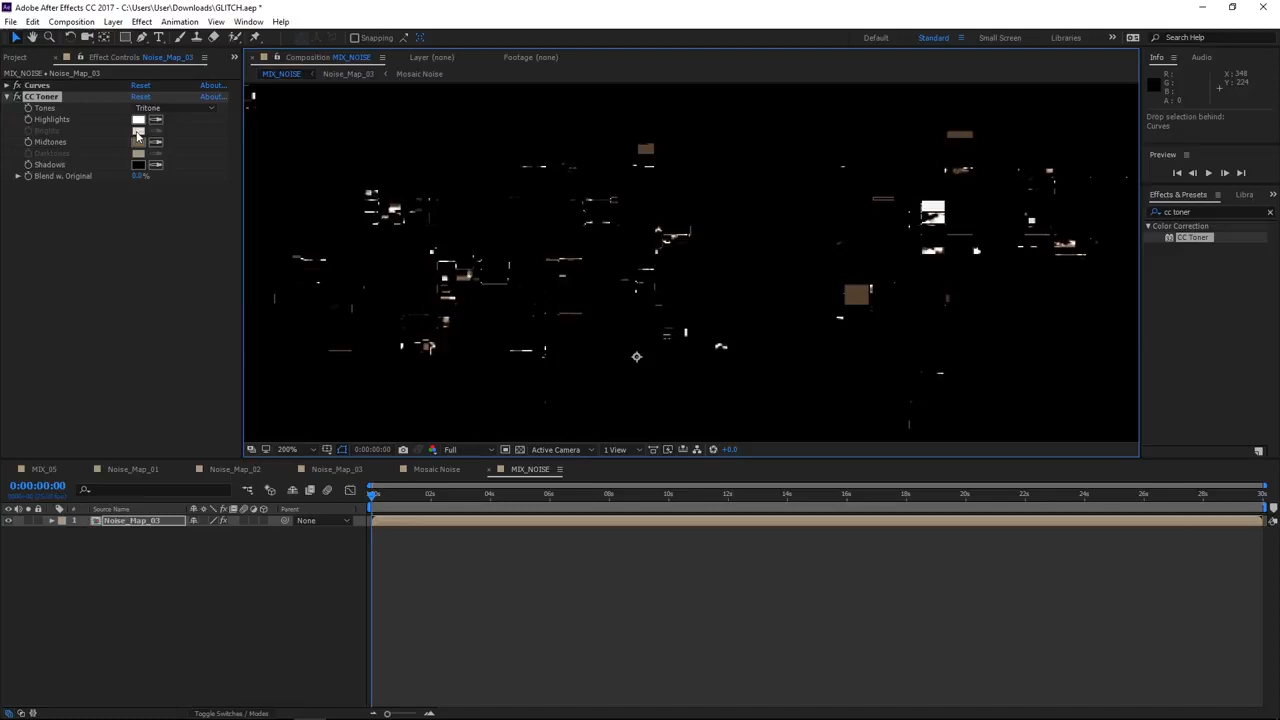 Adobe After Effects CC 2017 - C:\Users\User\Downloads\GLITCH.aep *
File Edit Composition Layer Effect Animation View Window Help
Snapping Default Standard Small Screen Libraries Search Help
Project Effect Controls Noise_Map_03 Composition MIX_NOISE Layer (none) Footage (none) Info Audio
MIX_NOISE • Noise_Map_03 MIX_NOISE Noise_Map_03 Mosaic Noise
Curves Reset About...
CC Toner Reset About...
Tones Tritone
Highlights
Brights
Midtones
Darktones
Shadows
Blend w. Original 0.0 %
R :
G :
B :
A : 0
X : 348
Y : 224
Drop selection behind:
Curves
Preview
Effects & Presets Libra
cc toner
Color Correction
CC Toner
200% 0:00:00:00 Full Active Camera 1 View +0.0
MIX_05 Noise_Map_01 Noise_Map_02 Noise_Map_03 Mosaic Noise MIX_NOISE
0:00:00:00
02s 04s 06s 08s 10s 12s 14s 16s 18s 20s 22s 24s 26s 28s 30s
# Source Name Parent
1 Noise_Map_03 None
Toggle Switches / Modes